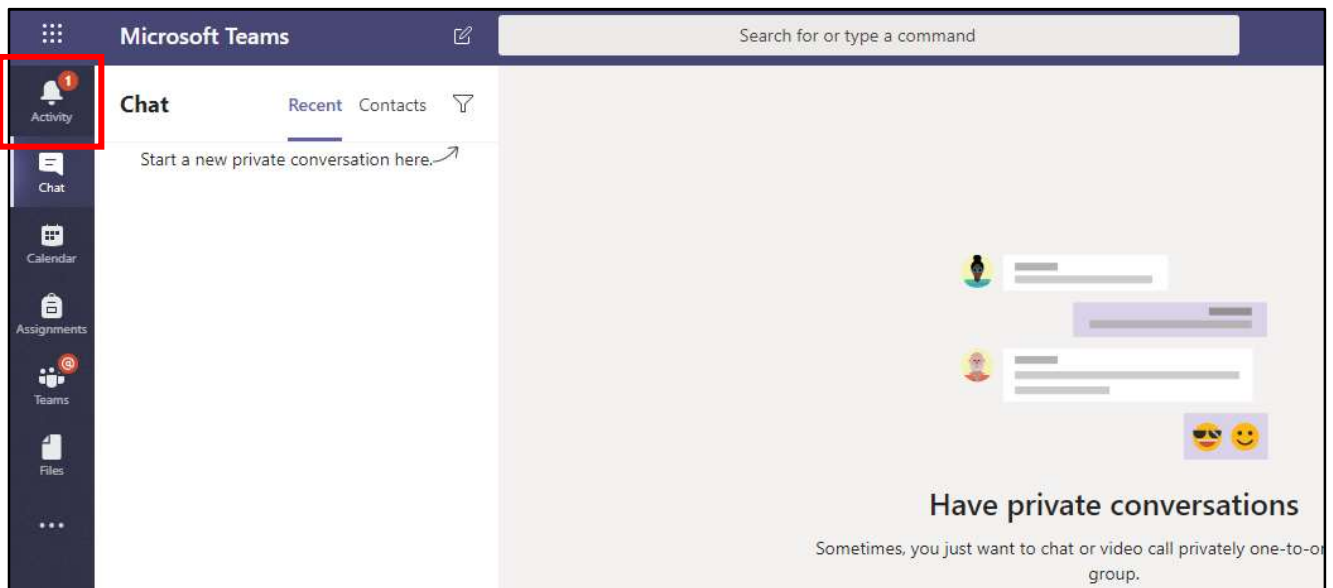 Microsoft Teams
Search for or type a command
1
Activity
Chat
Calendar
Assignments
@
Teams
Files
Chat Recent Contacts
Start a new private conversation here.
Have private conversations
Sometimes, you just want to chat or video call privately one-to-o
group.